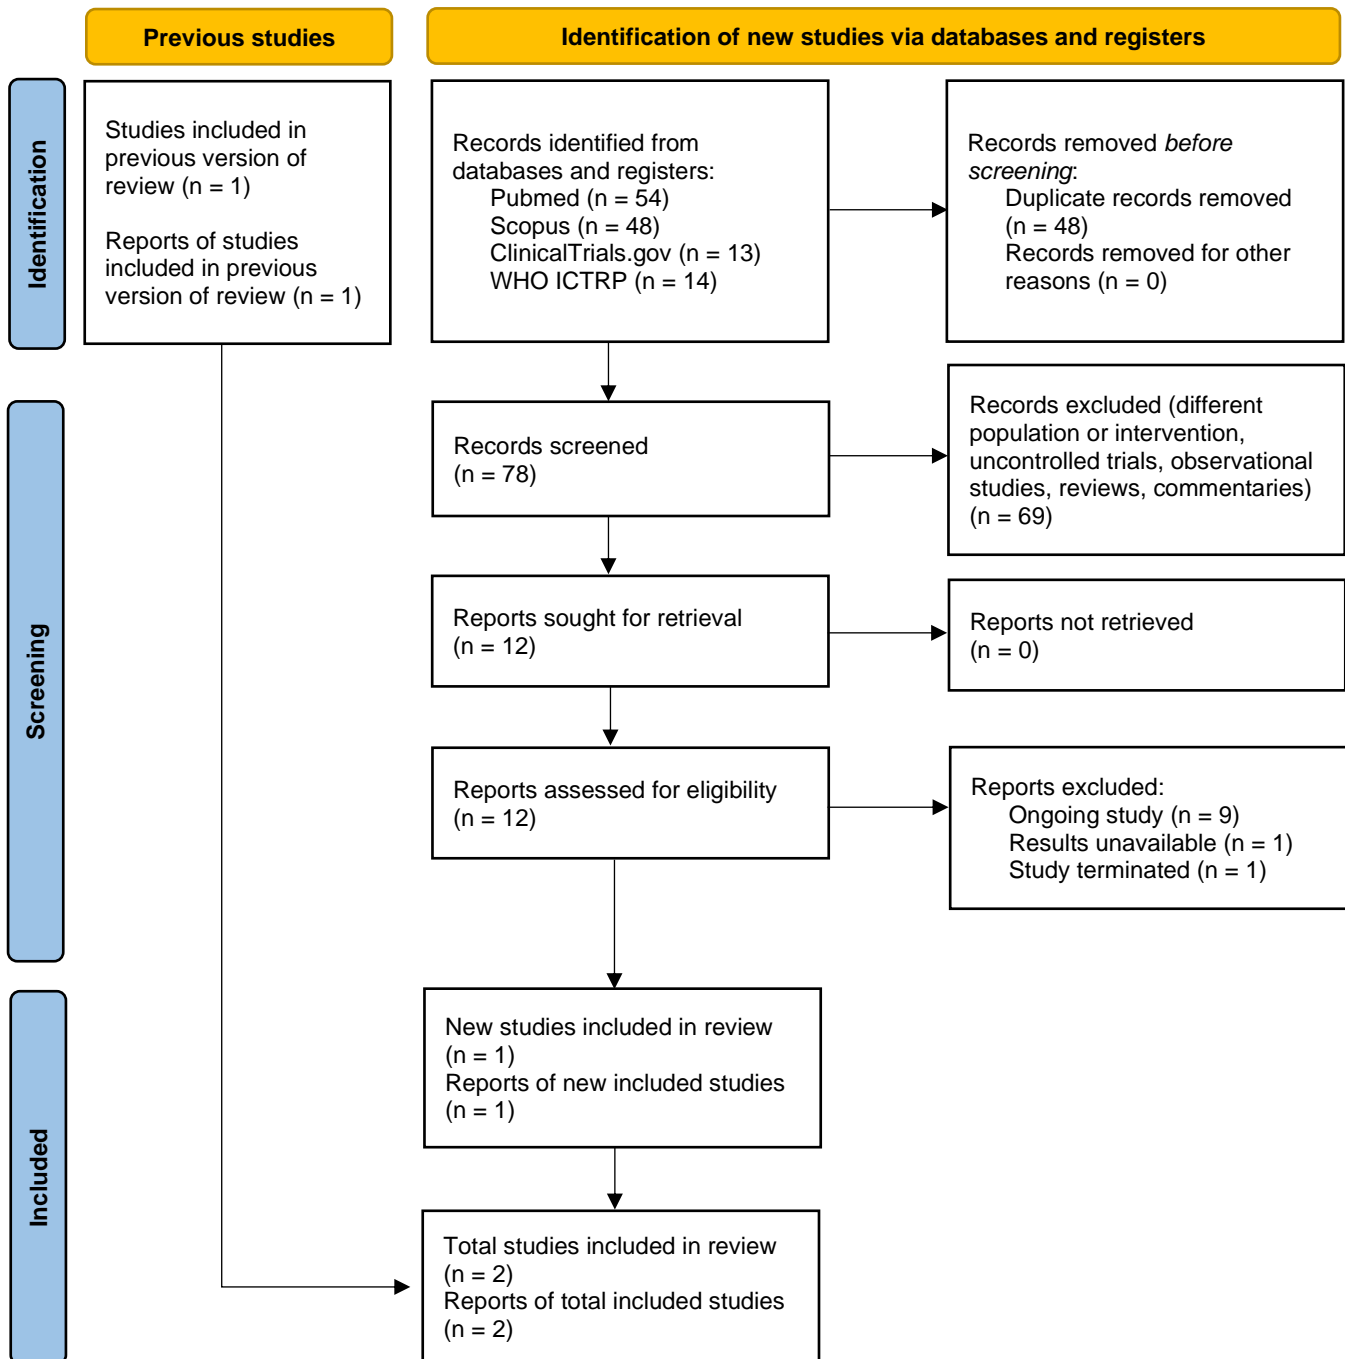 Previous studies
Identification of new studies via databases and registers
Identification
Studies included in
previous version of
review (n = 1)
Reports of studies
included in previous
version of review (n = 1)
Records identified from
databases and registers:
Pubmed (n = 54)
Scopus (n = 48)
ClinicalTrials.gov (n = 13)
WHO ICTRP (n = 14)
Records removed before
screening:
Duplicate records removed
(n = 48)
Records removed for other
reasons (n = 0)
Screening
Records screened
(n = 78)
Records excluded (different
population or intervention,
uncontrolled trials, observational
studies, reviews, commentaries)
(n = 69)
Reports sought for retrieval
(n = 12)
Reports not retrieved
(n = 0)
Reports assessed for eligibility
(n = 12)
Reports excluded:
Ongoing study (n = 9)
Results unavailable (n = 1)
Study terminated (n = 1)
Included
New studies included in review
(n = 1)
Reports of new included studies
(n = 1)
Total studies included in review
(n = 2)
Reports of total included studies
(n = 2)